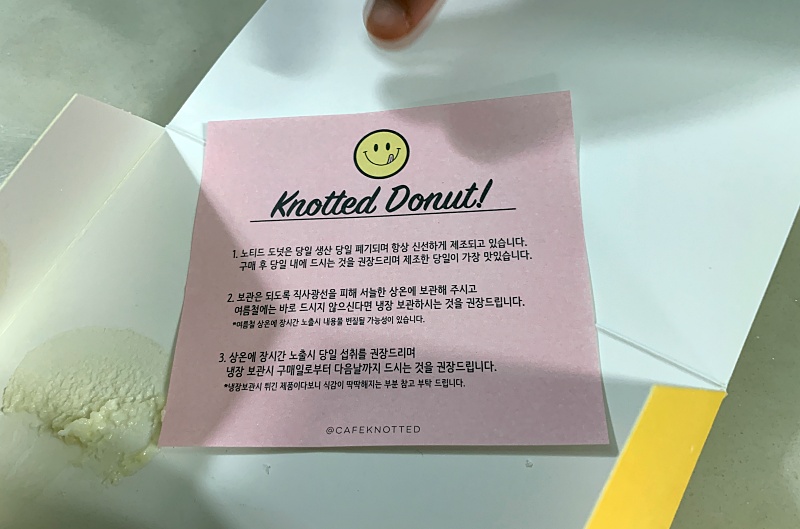 Knotted Donut!
1. 노티드 도넛은 당일 생산 당일 폐기되며 항상 신선하게 제조되고 있습니다.
구매 후 당일 내에 드시는 것을 권장드리며 제조한 당일이 가장 맛있습니다.
2. 보관은 되도록 직사광선을 피해 서늘한 상온에 보관해 주시고
여름철에는 바로 드시지 않으신다면 냉장 보관하시는 것을 권장드립니다.
*여름철 상온에 장시간 노출시 내용물 변질될 가능성이 있습니다.
3. 상온에 장시간 노출시 당일 섭취를 권장드리며
냉장 보관시 구매일로부터 다음날까지 드시는 것을 권장드립니다.
*냉장보관시 튀긴 제품이다보니 식감이 딱딱해지는 부분 참고 부탁 드립니다.
@CAFEKNOTTED